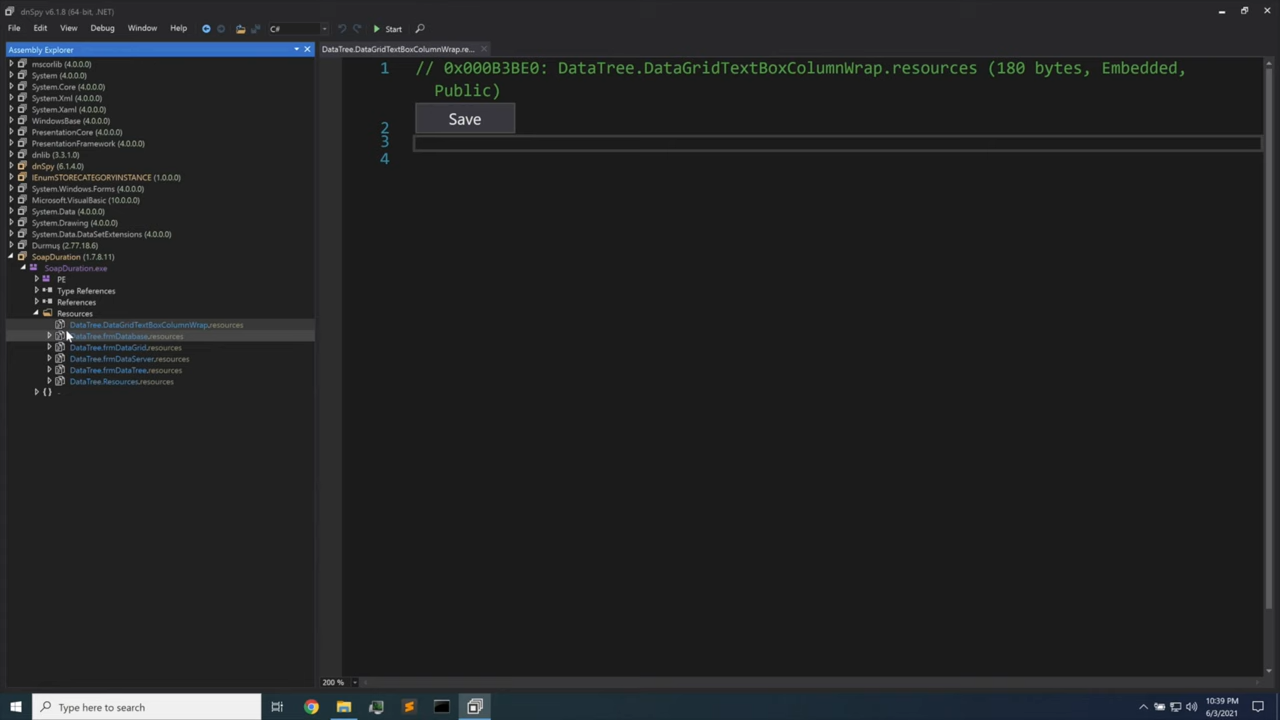 dnSpy v6.1.8 (64-bit, .NET)
File Edit View Debug Window Help C# Start
Assembly Explorer
DataTree.DataGridTextBoxColumnWrap.re...
mscorlib (4.0.0.0)
System (4.0.0.0)
System.Core (4.0.0.0)
System.Xml (4.0.0.0)
System.Xaml (4.0.0.0)
WindowsBase (4.0.0.0)
PresentationCore (4.0.0.0)
PresentationFramework (4.0.0.0)
dnlib (3.3.1.0)
dnSpy (6.1.4.0)
IEnumSTORECATEGORYINSTANCE (1.0.0.0)
System.Windows.Forms (4.0.0.0)
Microsoft.VisualBasic (10.0.0.0)
System.Data (4.0.0.0)
System.Drawing (4.0.0.0)
System.Data.DataSetExtensions (4.0.0.0)
Durmuş (2.77.18.6)
SoapDuration (1.7.8.11)
SoapDuration.exe
PE
Type References
References
Resources
DataTree.DataGridTextBoxColumnWrap.resources
DataTree.frmDatabase.resources
DataTree.frmDataGrid.resources
DataTree.frmDataServer.resources
DataTree.frmDataTree.resources
DataTree.Resources.resources
{ } -
1 // 0x000B3BE0: DataTree.DataGridTextBoxColumnWrap.resources (180 bytes, Embedded,
Public)
2 Save
3
4
200 %
Type here to search
10:39 PM
6/3/2021